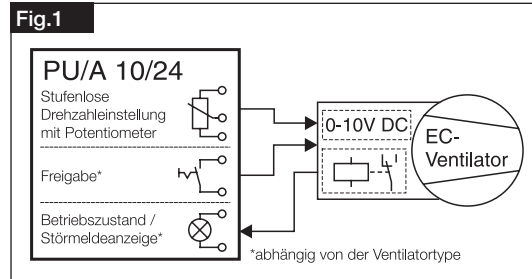 Fig.1
PU/A 10/24
Stufenlose
Drehzahleinstellung
mit Potentiometer
Freigabe*
Betriebszustand /
Störmeldeanzeige*
0-10V DC
EC-
Ventilator
*abhängig von der Ventilatortype